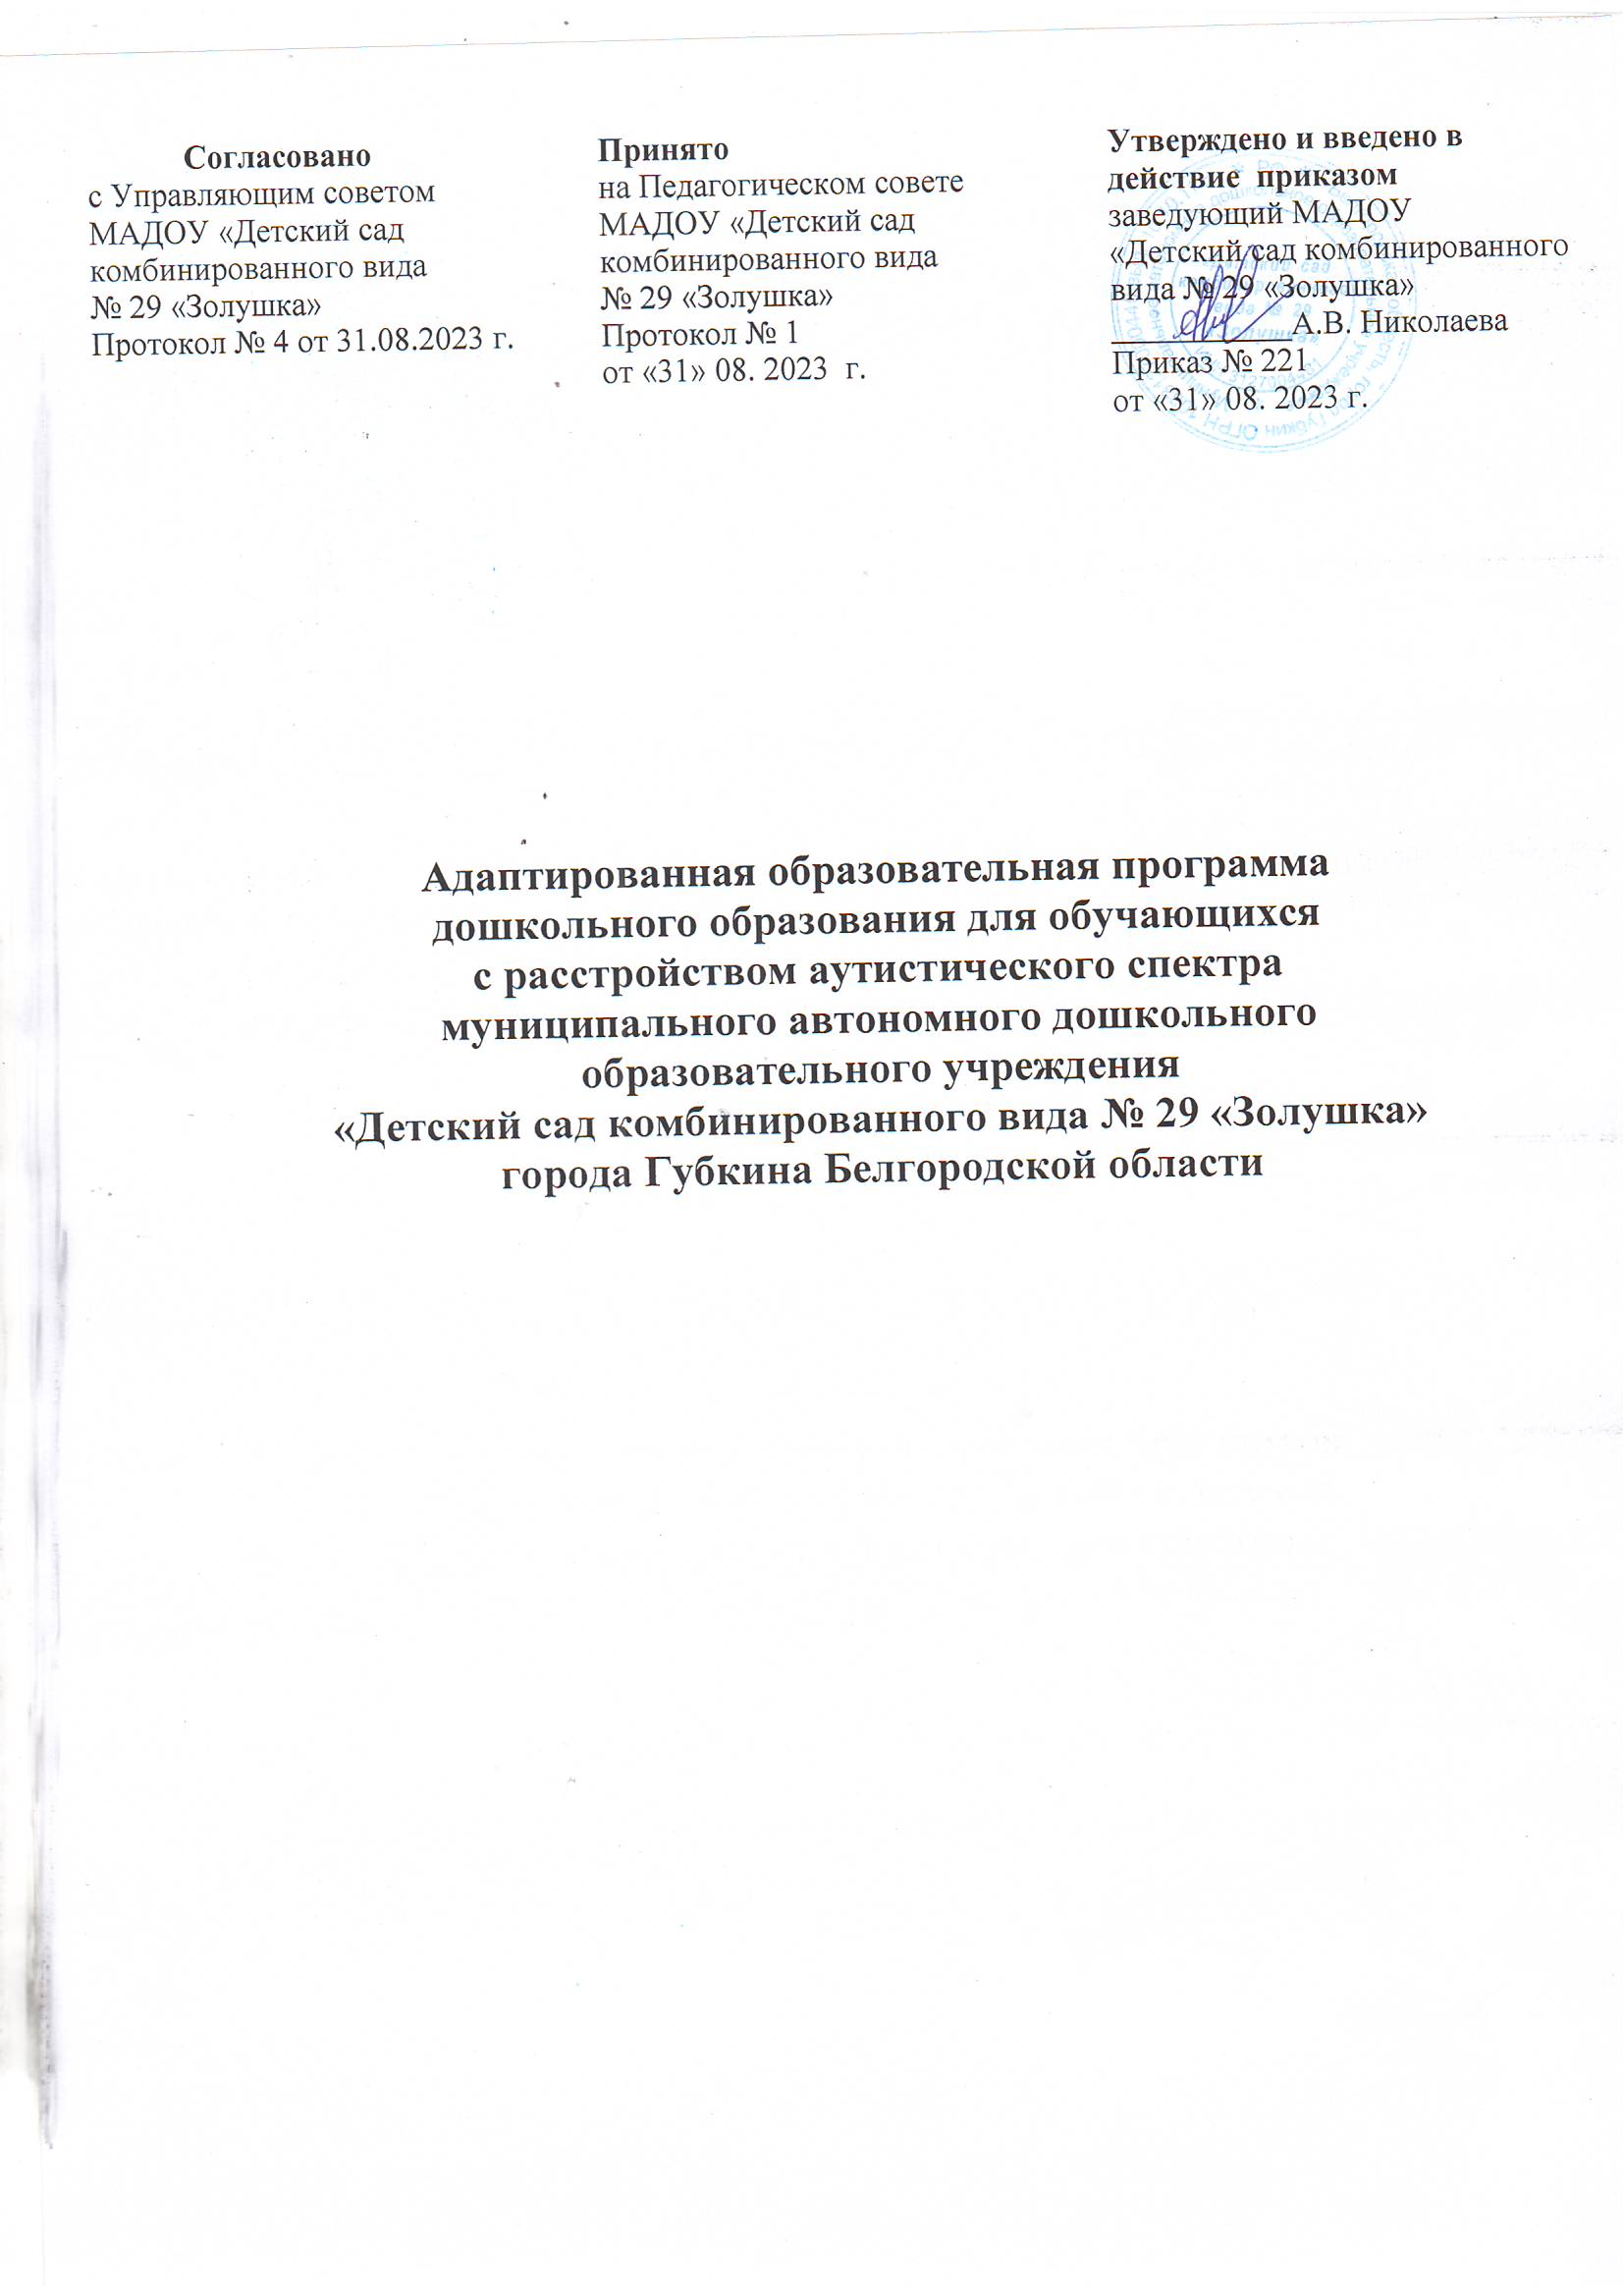 Согласовано
с Управляющим советом
МАДОУ «Детский сад
комбинированного вида
№ 29 «Золушка»
Протокол № 4 от 31.08.2023 г.
Принято
на Педагогическом совете
МАДОУ «Детский сад
комбинированного вида
№ 29 «Золушка»
Протокол № 1
от «31» 08. 2023 г.
Утверждено и введено в
действие приказом
заведующий МАДОУ
«Детский сад комбинированного
вида № 29 «Золушка»
А.В. Николаева
Приказ № 221
от «31» 08. 2023 г.
Адаптированная образовательная программа
дошкольного образования для обучающихся
с расстройством аутистического спектра
муниципального автономного дошкольного
образовательного учреждения
«Детский сад комбинированного вида № 29 «Золушка»
города Губкина Белгородской области